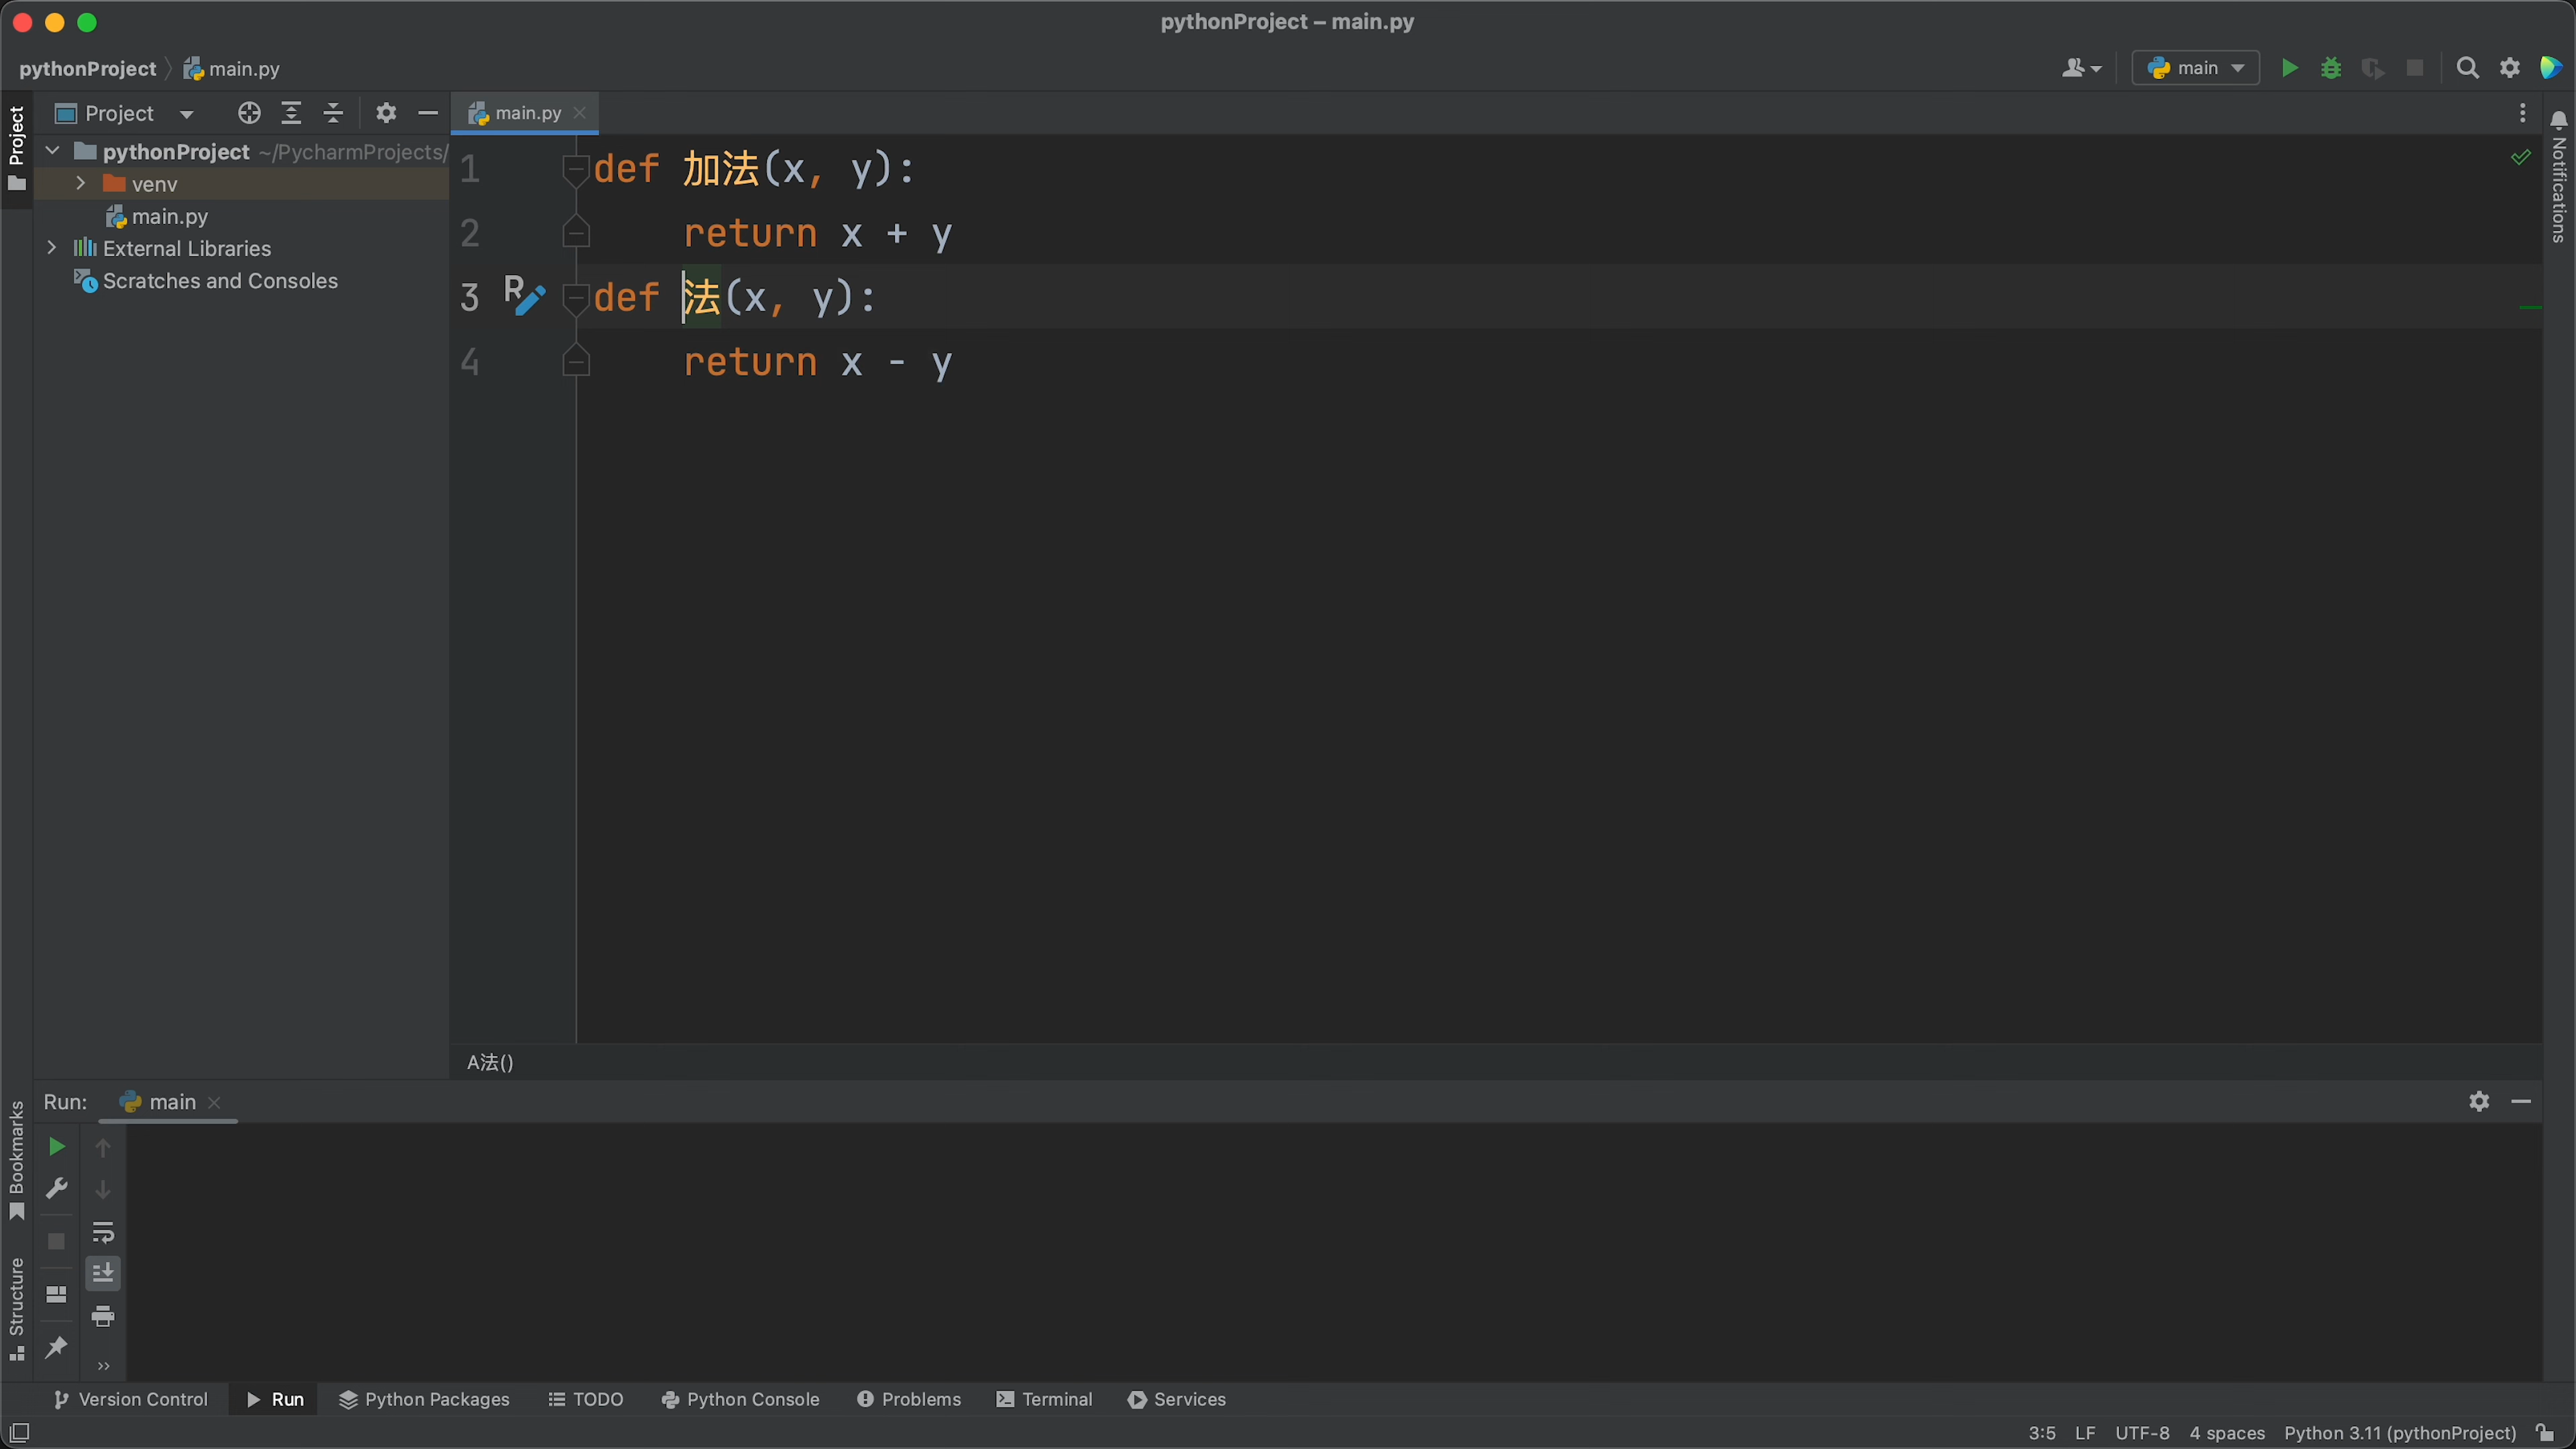 pythonProject – main.py
pythonProject main.py
main
Project
main.py
Project
pythonProject ~/PycharmProjects/
venv
main.py
External Libraries
Scratches and Consoles
1 def 加法(x, y):
2 return x + y
3 def 法(x, y):
4 return x - y
Notifications
A法()
Run: main
Bookmarks
Structure
Version Control Run Python Packages TODO Python Console Problems Terminal Services
3:5 LF UTF-8 4 spaces Python 3.11 (pythonProject)